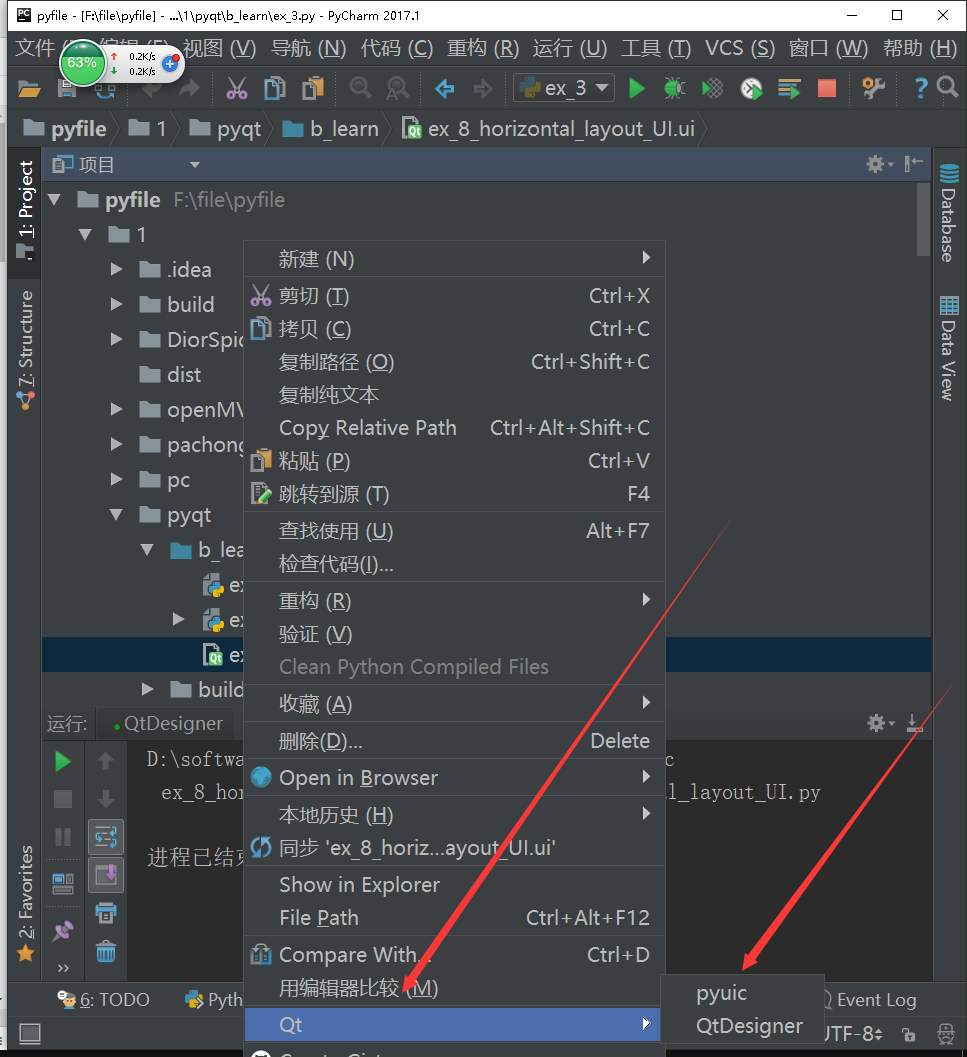 pyfile - [F:\file\pyfile] - ...\1\pyqt\b_learn\ex_3.py - PyCharm 2017.1
文件 编辑 视图 (V) 导航 (N) 代码 (C) 重构 (R) 运行 (U) 工具 (T) VCS (S) 窗口 (W) 帮助 (H)
63% 0.2K/s
0.2K/s
ex_3
pyfile 1 pyqt b_learn ex_8_horizontal_layout_UI.ui
1: Project
7: Structure
2: Favorites
项目
pyfile F:\file\pyfile
1
.idea
build
DiorSpid
dist
openMV
pachong
pc
pyqt
b_lea
ex
ex
ex
build
新建 (N)
剪切 (T) Ctrl+X
拷贝 (C) Ctrl+C
复制路径 (O) Ctrl+Shift+C
复制纯文本
Copy Relative Path Ctrl+Alt+Shift+C
粘贴 (P) Ctrl+V
跳转到源 (T) F4
查找使用 (U) Alt+F7
检查代码(I)...
重构 (R)
验证 (V)
Clean Python Compiled Files
收藏 (A)
删除(D)... Delete
Open in Browser
本地历史 (H)
同步 'ex_8_horiz...ayout_UI.ui'
Show in Explorer
File Path Ctrl+Alt+F12
Compare With... Ctrl+D
用编辑器比较 (M)
Qt
pyuic
QtDesigner
Database
Data View
运行: QtDesigner
D:\softwa c
ex_8_hor l_layout_UI.py
进程已结束
6: TODO Pyth Event Log
UTF-8